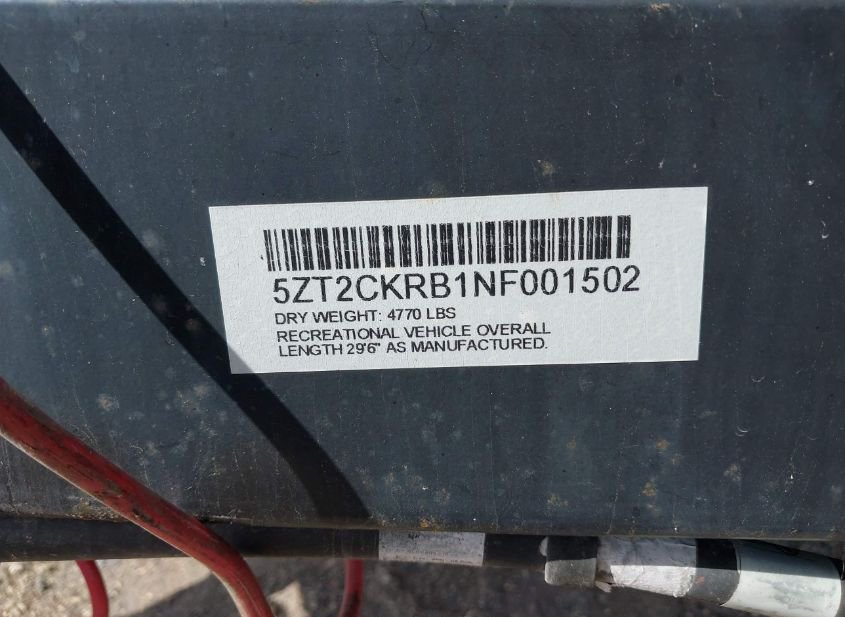 5ZT2CKRB1NF001502
DRY WEIGHT: 4770 LBS
RECREATIONAL VEHICLE OVERALL
LENGTH 29'6" AS MANUFACTURED.